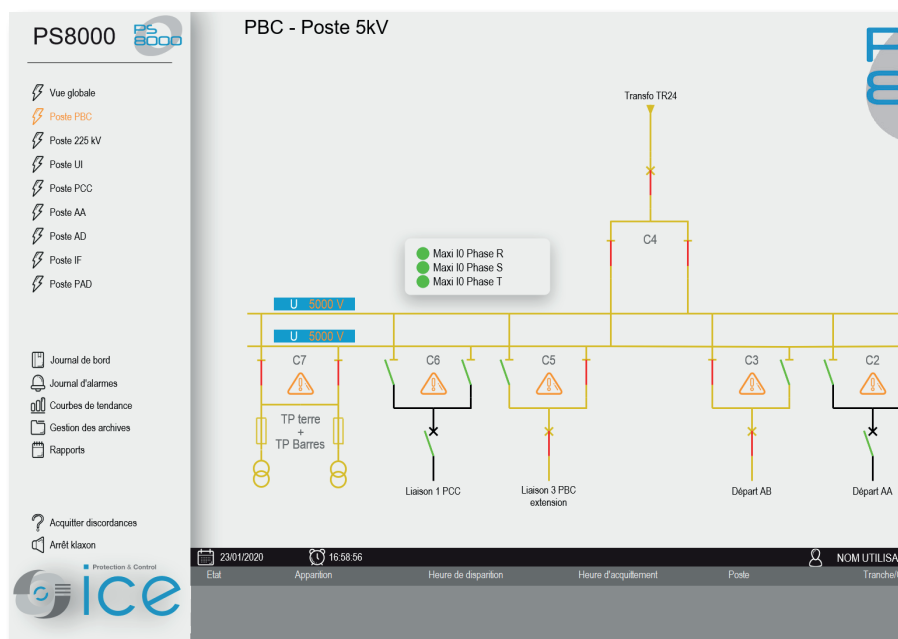 PS8000
PS
8000
Vue globale
Poste PBC
Poste 225 kV
Poste UI
Poste PCC
Poste AA
Poste AD
Poste IF
Poste PAD
Journal de bord
Journal d'alarmes
Courbes de tendance
Gestion des archives
Rapports
Acquitter discordances
Arrêt klaxon
Protection & Control
ice
PBC - Poste 5kV
Transfo TR24
C4
Maxi I0 Phase R
Maxi I0 Phase S
Maxi I0 Phase T
U 5000 V
U 5000 V
C7
C6
C5
C3
C2
TP terre
+
TP Barres
Liaison 1 PCC
Liaison 3 PBC
extension
Départ AB
Départ AA
23/01/2020
16:58:56
NOM UTILISA
Etat
Apparition
Heure de disparition
Heure d'acquittement
Poste
Tranche/